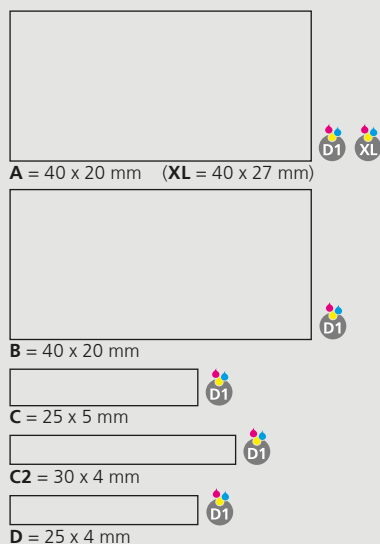 D1 XL
A = 40 x 20 mm (XL = 40 x 27 mm)
D1
B = 40 x 20 mm
D1
C = 25 x 5 mm
D1
C2 = 30 x 4 mm
D1
D = 25 x 4 mm